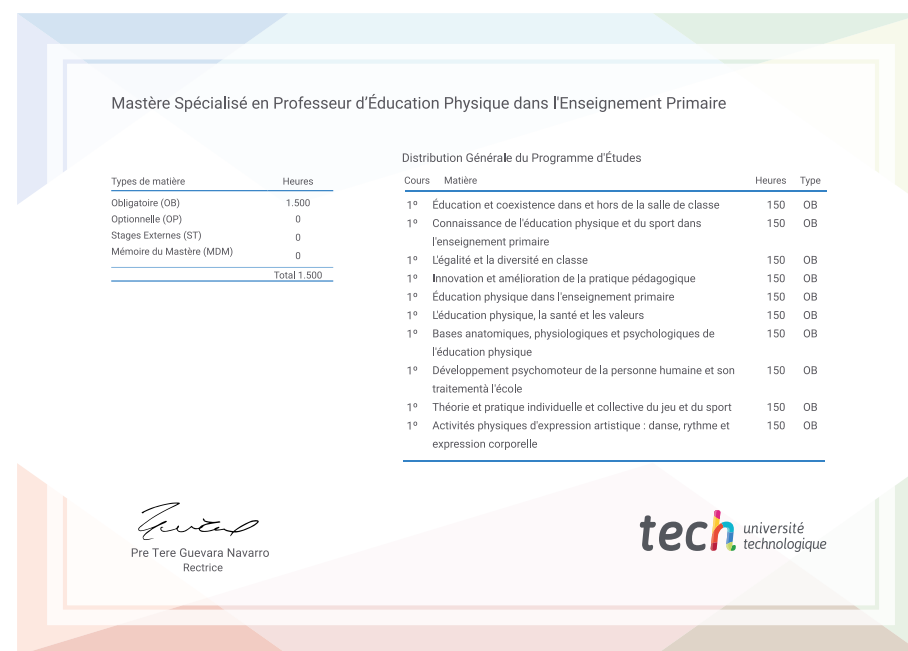 Mastère Spécialisé en Professeur d'Éducation Physique dans l'Enseignement Primaire
Types de matière Heures
Obligatoire (OB) 1.500
Optionnelle (OP) 0
Stages Externes (ST) 0
Mémoire du Mastère (MDM) 0
Total 1.500
Distribution Générale du Programme d'Études
Cours Matière Heures Type
1º Éducation et coexistence dans et hors de la salle de classe 150 OB
1º Connaissance de l'éducation physique et du sport dans 150 OB
l'enseignement primaire
1º L'égalité et la diversité en classe 150 OB
1º Innovation et amélioration de la pratique pédagogique 150 OB
1º Éducation physique dans l'enseignement primaire 150 OB
1º L'éducation physique, la santé et les valeurs 150 OB
1º Bases anatomiques, physiologiques et psychologiques de 150 OB
l'éducation physique
1º Développement psychomoteur de la personne humaine et son 150 OB
traitementà l'école
1º Théorie et pratique individuelle et collective du jeu et du sport 150 OB
1º Activités physiques d'expression artistique : danse, rythme et 150 OB
expression corporelle
Pre Tere Guevara Navarro
Rectrice
tech université
technologique